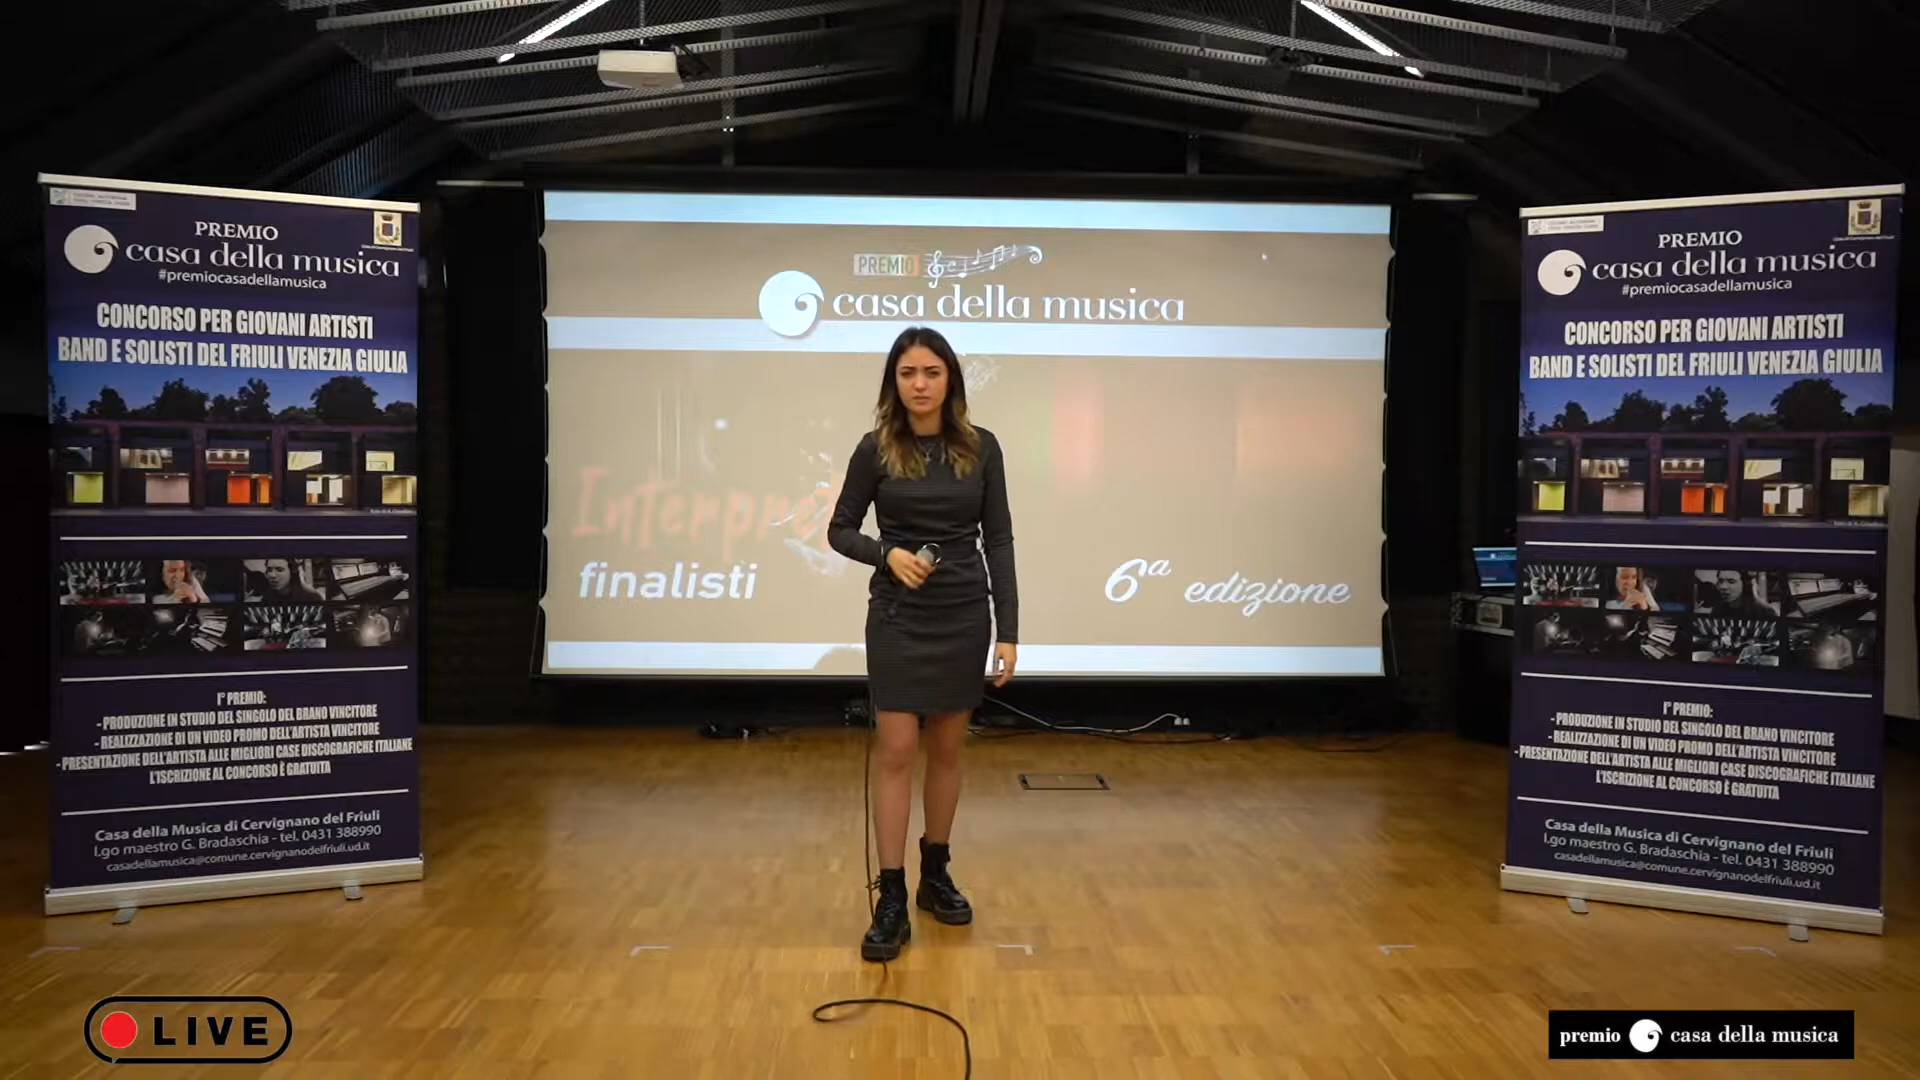 PREMIO
casa della musica
#premiocasadellamusica
CONCORSO PER GIOVANI ARTISTI
BAND E SOLISTI DEL FRIULI VENEZIA GIULIA
I° PREMIO:
- PRODUZIONE IN STUDIO DEL SINGOLO DEL BRANO VINCITORE
- REALIZZAZIONE DI UN VIDEO PROMO DELL'ARTISTA VINCITORE
- PRESENTAZIONE DELL'ARTISTA ALLE MIGLIORI CASE DISCOGRAFICHE ITALIANE
L'ISCRIZIONE AL CONCORSO È GRATUITA
Casa della Musica di Cervignano del Friuli
l.go maestro G. Bradaschia - tel. 0431 388990
casadellamusica@comune.cervignanodelfriuli.ud.it
PREMIO
casa della musica
finalisti
6ª edizione
PREMIO
casa della musica
#premiocasadellamusica
CONCORSO PER GIOVANI ARTISTI
BAND E SOLISTI DEL FRIULI VENEZIA GIULIA
I° PREMIO:
- PRODUZIONE IN STUDIO DEL SINGOLO DEL BRANO VINCITORE
- REALIZZAZIONE DI UN VIDEO PROMO DELL'ARTISTA VINCITORE
- PRESENTAZIONE DELL'ARTISTA ALLE MIGLIORI CASE DISCOGRAFICHE ITALIANE
L'ISCRIZIONE AL CONCORSO È GRATUITA
Casa della Musica di Cervignano del Friuli
l.go maestro G. Bradaschia - tel. 0431 388990
casadellamusica@comune.cervignanodelfriuli.ud.it
LIVE
premio casa della musica